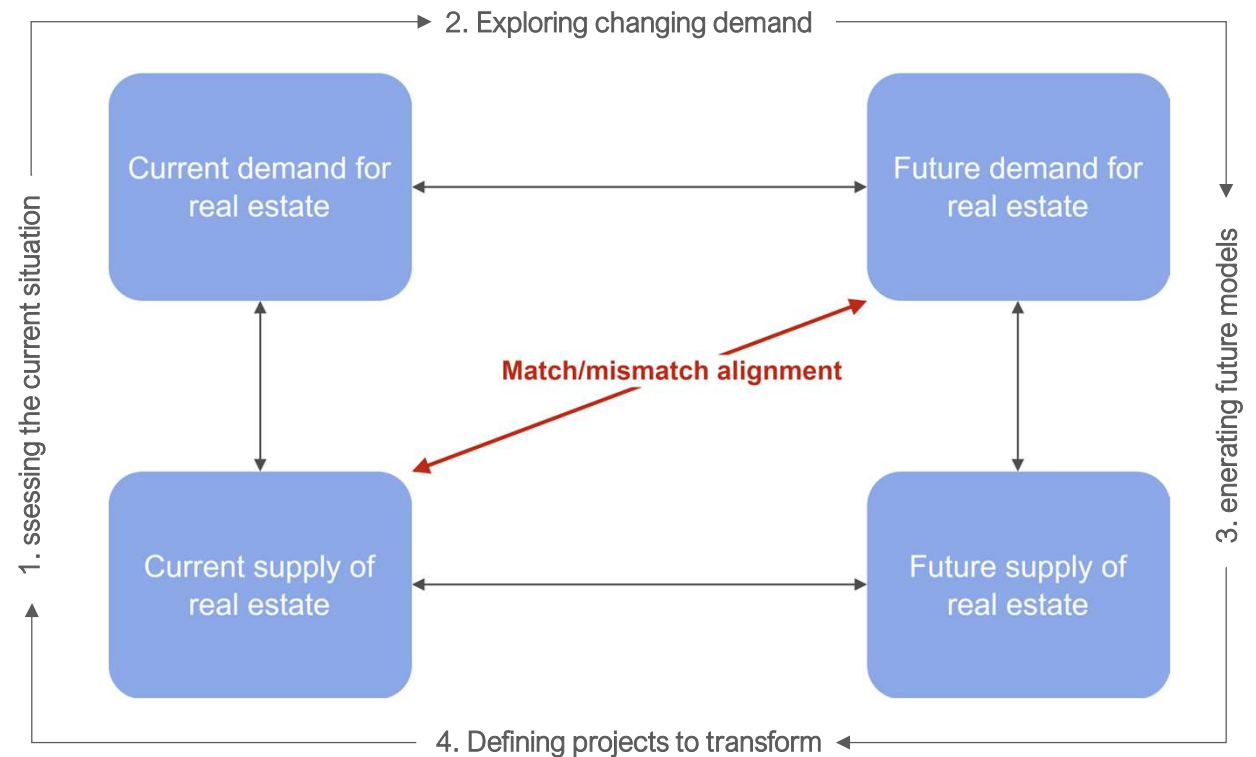 2. Exploring changing demand
1. ssessing the current situation
Current demand for
real estate
Future demand for
real estate
3. enerating future models
Match/mismatch alignment
Current supply of
real estate
Future supply of
real estate
4. Defining projects to transform